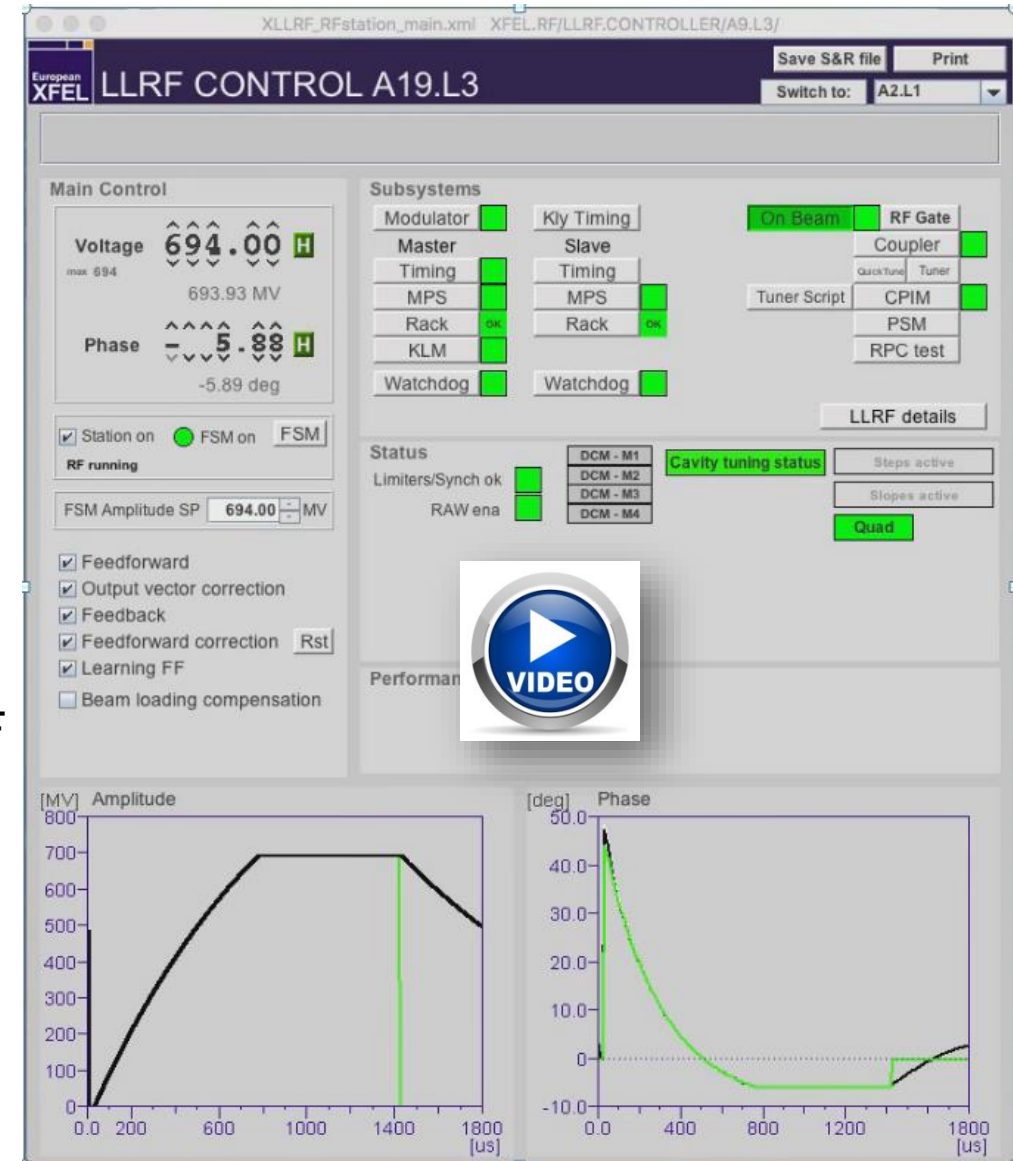 XLLRF_RFstation_main.xml XFEL.RF/LLRF.CONTROLLER/A9.L3/
European
XFEL
LLRF CONTROL A19.L3
Save S&R file
Print
Switch to:
A2.L1
Main Control
Voltage 694.00 H
max 694
693.93 MV
Phase - 5.88 H
-5.89 deg
Station on FSM on FSM
RF running
FSM Amplitude SP 694.00 MV
Feedforward
Output vector correction
Feedback
Feedforward correction Rst
Learning FF
Beam loading compensation
Subsystems
Modulator Kly Timing On Beam RF Gate
Master Slave Coupler
Timing Timing QuickTune Tuner
MPS MPS Tuner Script CPIM
Rack OK Rack OK PSM
KLM RPC test
Watchdog Watchdog
LLRF details
Status
Limiters/Synch ok
RAW ena
DCM - M1
DCM - M2
DCM - M3
DCM - M4
Cavity tuning status
Steps active
Slopes active
Quad
VIDEO
[MV] Amplitude
800
700
600
500
400
300
200
100
0
0.0 200 600 1000 1400 1800
[us]
[deg] Phase
50.0
40.0
30.0
20.0
10.0
0
-10.0
0.0 400 800 1200 1800
[us]